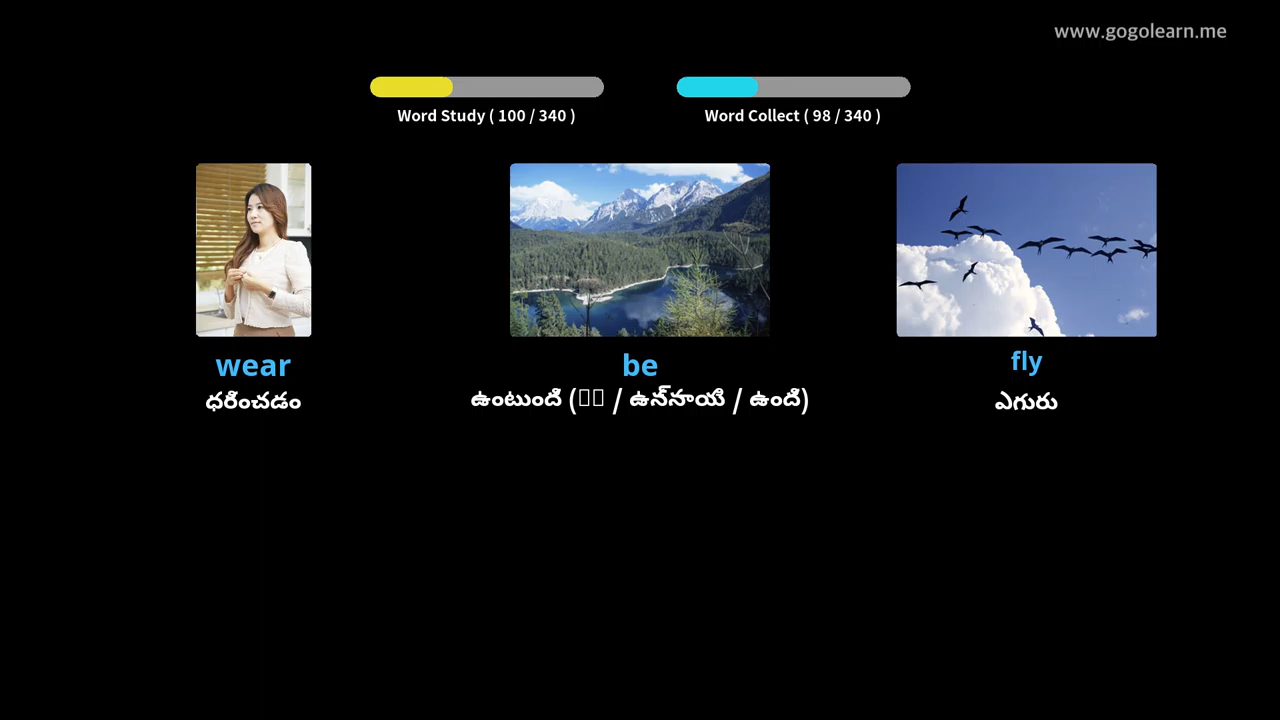 www.gogolearn.me
Word Study ( 100 / 340 )
Word Collect ( 98 / 340 )
wear
ధరించడం
be
ఉంటుంది (▯▯ / ఉన్నాయి / ఉంది)
fly
ఎగురు